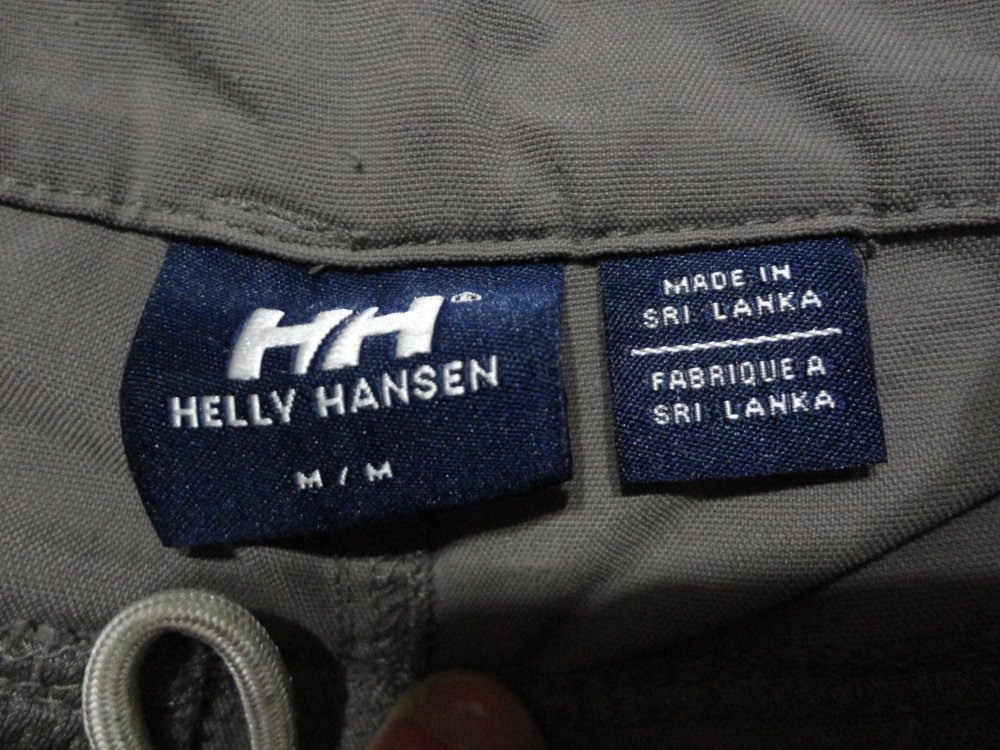 HH
HELLY HANSEN
M / M
MADE IN
SRI LANKA
FABRIQUE A
SRI LANKA